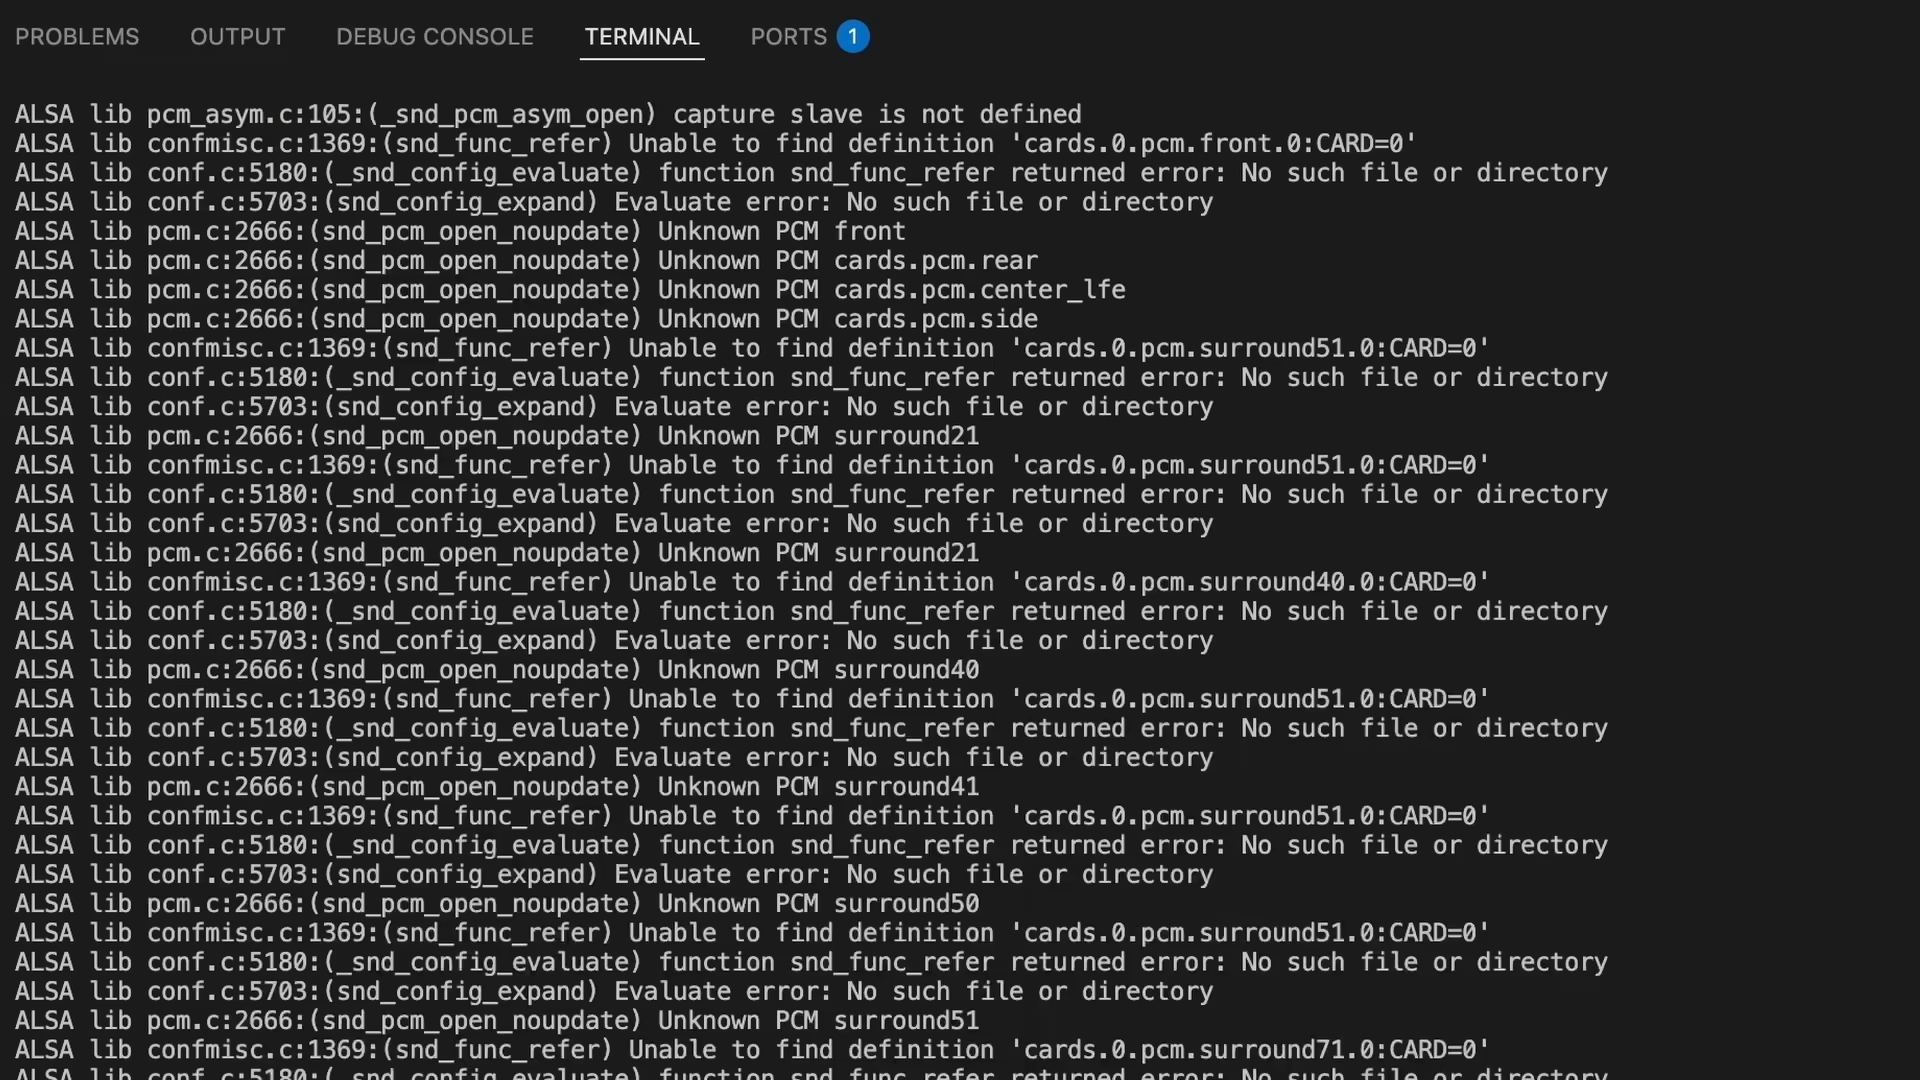 PROBLEMS OUTPUT DEBUG CONSOLE TERMINAL PORTS 1
ALSA lib pcm_asym.c:105:(_snd_pcm_asym_open) capture slave is not defined
ALSA lib confmisc.c:1369:(snd_func_refer) Unable to find definition 'cards.0.pcm.front.0:CARD=0'
ALSA lib conf.c:5180:(_snd_config_evaluate) function snd_func_refer returned error: No such file or directory
ALSA lib conf.c:5703:(snd_config_expand) Evaluate error: No such file or directory
ALSA lib pcm.c:2666:(snd_pcm_open_noupdate) Unknown PCM front
ALSA lib pcm.c:2666:(snd_pcm_open_noupdate) Unknown PCM cards.pcm.rear
ALSA lib pcm.c:2666:(snd_pcm_open_noupdate) Unknown PCM cards.pcm.center_lfe
ALSA lib pcm.c:2666:(snd_pcm_open_noupdate) Unknown PCM cards.pcm.side
ALSA lib confmisc.c:1369:(snd_func_refer) Unable to find definition 'cards.0.pcm.surround51.0:CARD=0'
ALSA lib conf.c:5180:(_snd_config_evaluate) function snd_func_refer returned error: No such file or directory
ALSA lib conf.c:5703:(snd_config_expand) Evaluate error: No such file or directory
ALSA lib pcm.c:2666:(snd_pcm_open_noupdate) Unknown PCM surround21
ALSA lib confmisc.c:1369:(snd_func_refer) Unable to find definition 'cards.0.pcm.surround51.0:CARD=0'
ALSA lib conf.c:5180:(_snd_config_evaluate) function snd_func_refer returned error: No such file or directory
ALSA lib conf.c:5703:(snd_config_expand) Evaluate error: No such file or directory
ALSA lib pcm.c:2666:(snd_pcm_open_noupdate) Unknown PCM surround21
ALSA lib confmisc.c:1369:(snd_func_refer) Unable to find definition 'cards.0.pcm.surround40.0:CARD=0'
ALSA lib conf.c:5180:(_snd_config_evaluate) function snd_func_refer returned error: No such file or directory
ALSA lib conf.c:5703:(snd_config_expand) Evaluate error: No such file or directory
ALSA lib pcm.c:2666:(snd_pcm_open_noupdate) Unknown PCM surround40
ALSA lib confmisc.c:1369:(snd_func_refer) Unable to find definition 'cards.0.pcm.surround51.0:CARD=0'
ALSA lib conf.c:5180:(_snd_config_evaluate) function snd_func_refer returned error: No such file or directory
ALSA lib conf.c:5703:(snd_config_expand) Evaluate error: No such file or directory
ALSA lib pcm.c:2666:(snd_pcm_open_noupdate) Unknown PCM surround41
ALSA lib confmisc.c:1369:(snd_func_refer) Unable to find definition 'cards.0.pcm.surround51.0:CARD=0'
ALSA lib conf.c:5180:(_snd_config_evaluate) function snd_func_refer returned error: No such file or directory
ALSA lib conf.c:5703:(snd_config_expand) Evaluate error: No such file or directory
ALSA lib pcm.c:2666:(snd_pcm_open_noupdate) Unknown PCM surround50
ALSA lib confmisc.c:1369:(snd_func_refer) Unable to find definition 'cards.0.pcm.surround51.0:CARD=0'
ALSA lib conf.c:5180:(_snd_config_evaluate) function snd_func_refer returned error: No such file or directory
ALSA lib conf.c:5703:(snd_config_expand) Evaluate error: No such file or directory
ALSA lib pcm.c:2666:(snd_pcm_open_noupdate) Unknown PCM surround51
ALSA lib confmisc.c:1369:(snd_func_refer) Unable to find definition 'cards.0.pcm.surround71.0:CARD=0'
ALSA lib conf.c:5180:(_snd_config_evaluate) function snd_func_refer returned error: No such file or directory